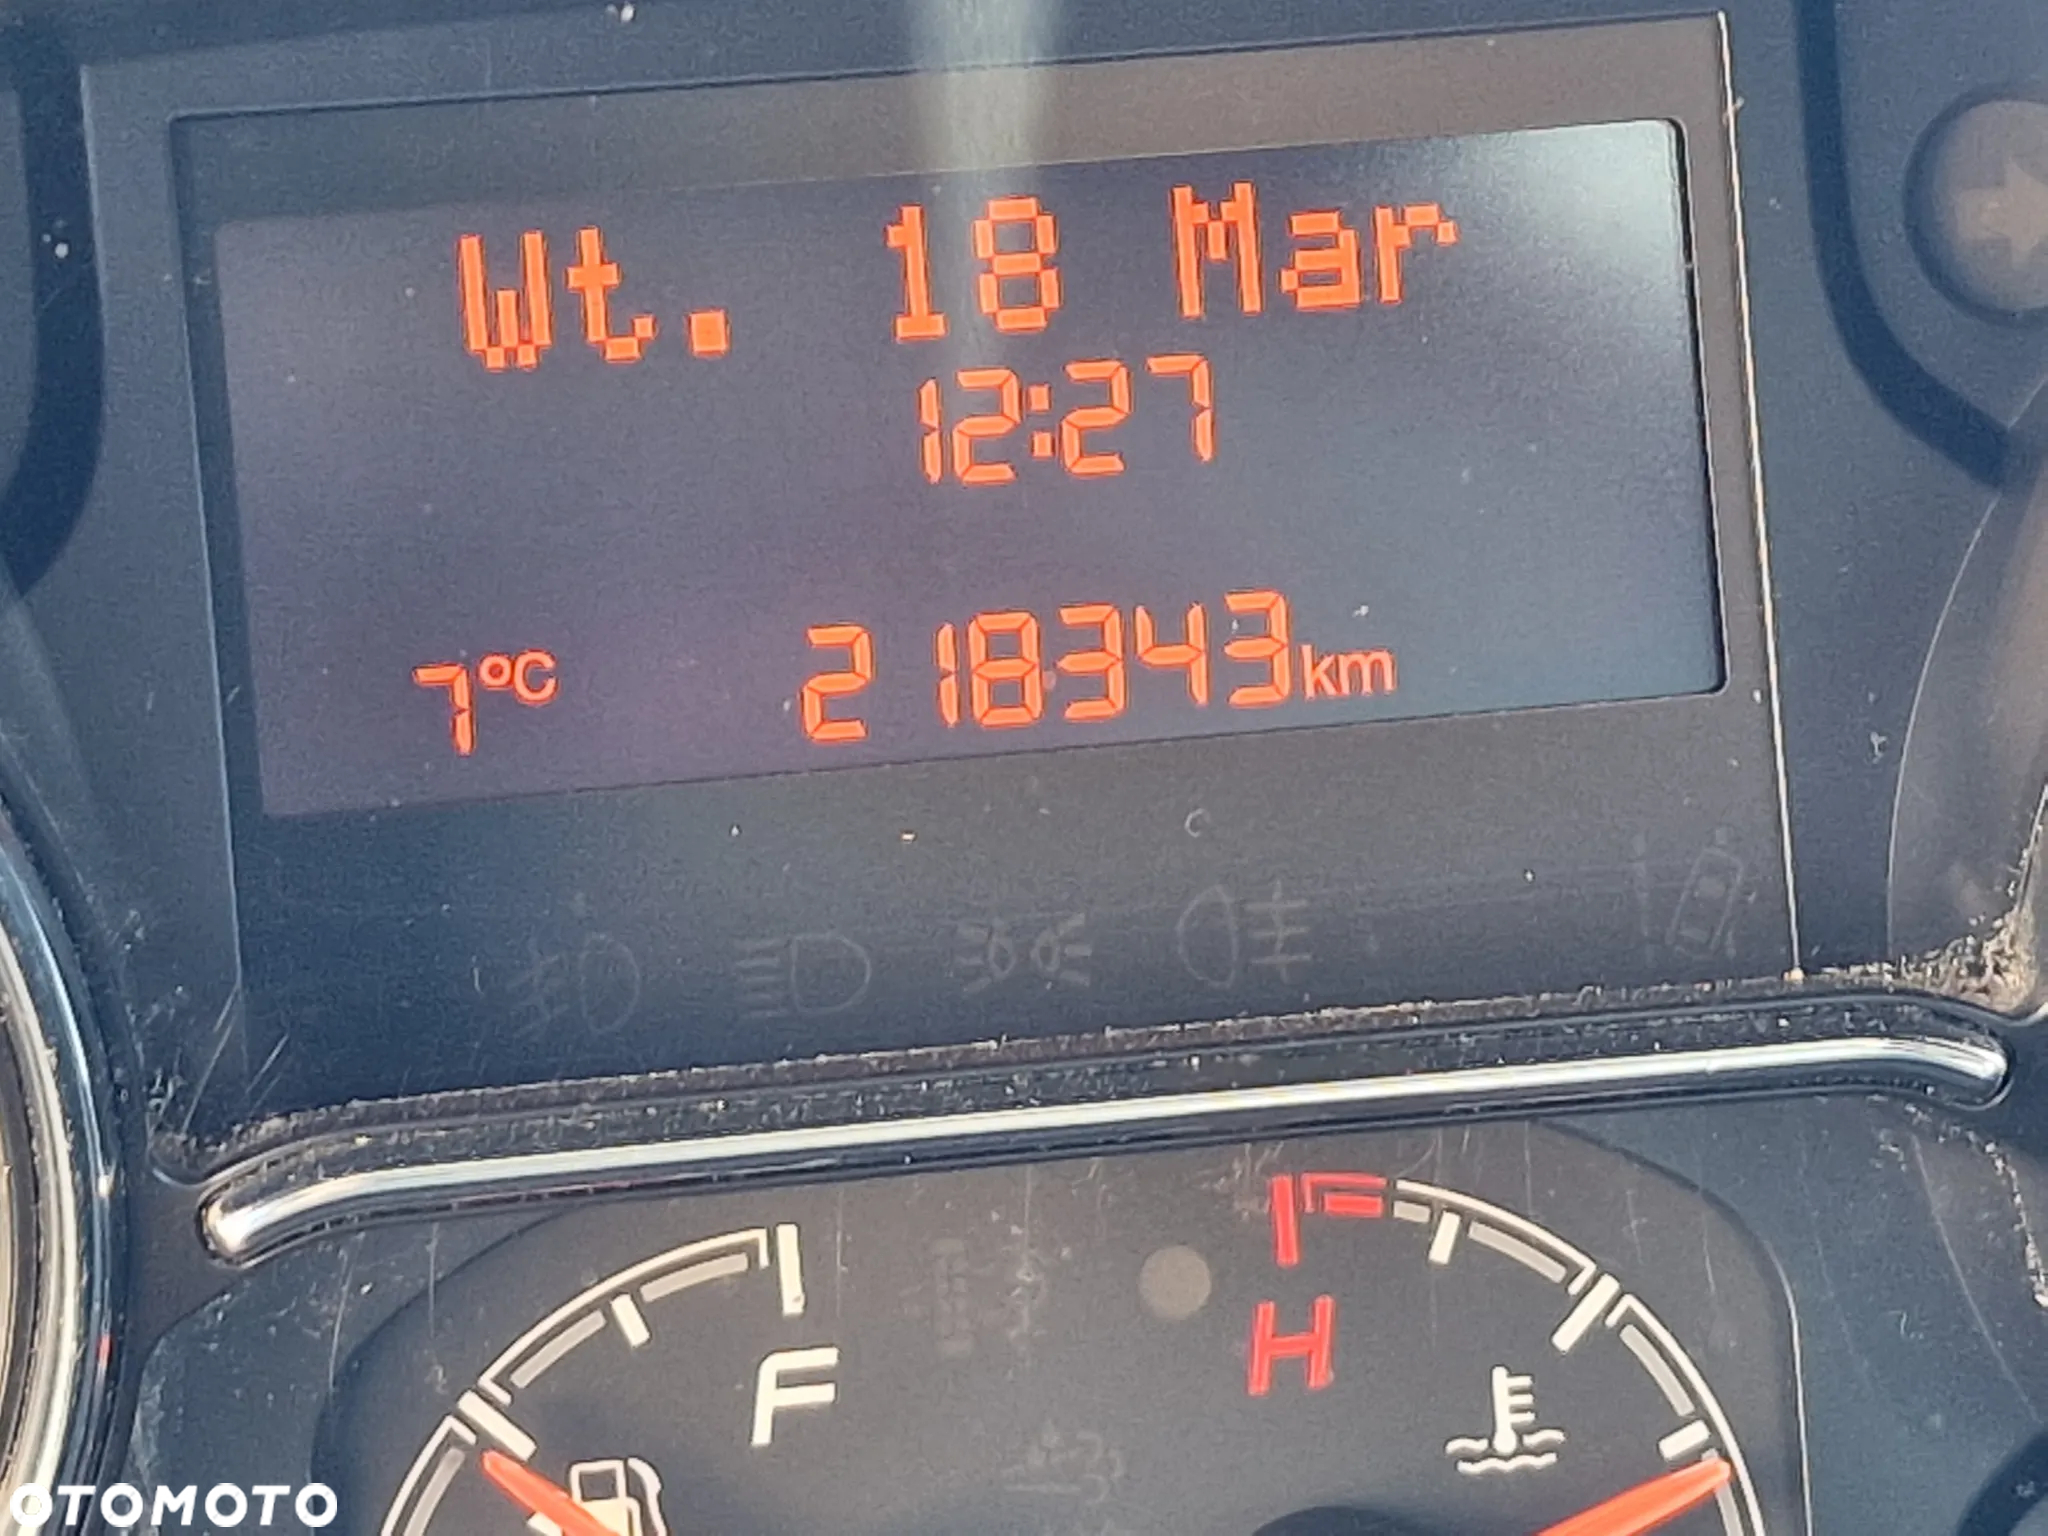 Wt. 18 Mar
12:27
7°C 218343km
F
H
OTOMOTO